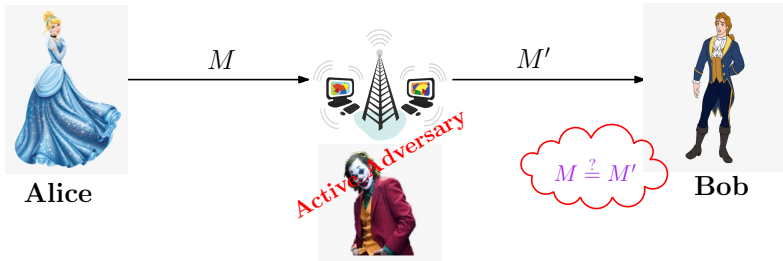 M
M′
Active Adversary
M ≟ M′
Alice
Bob